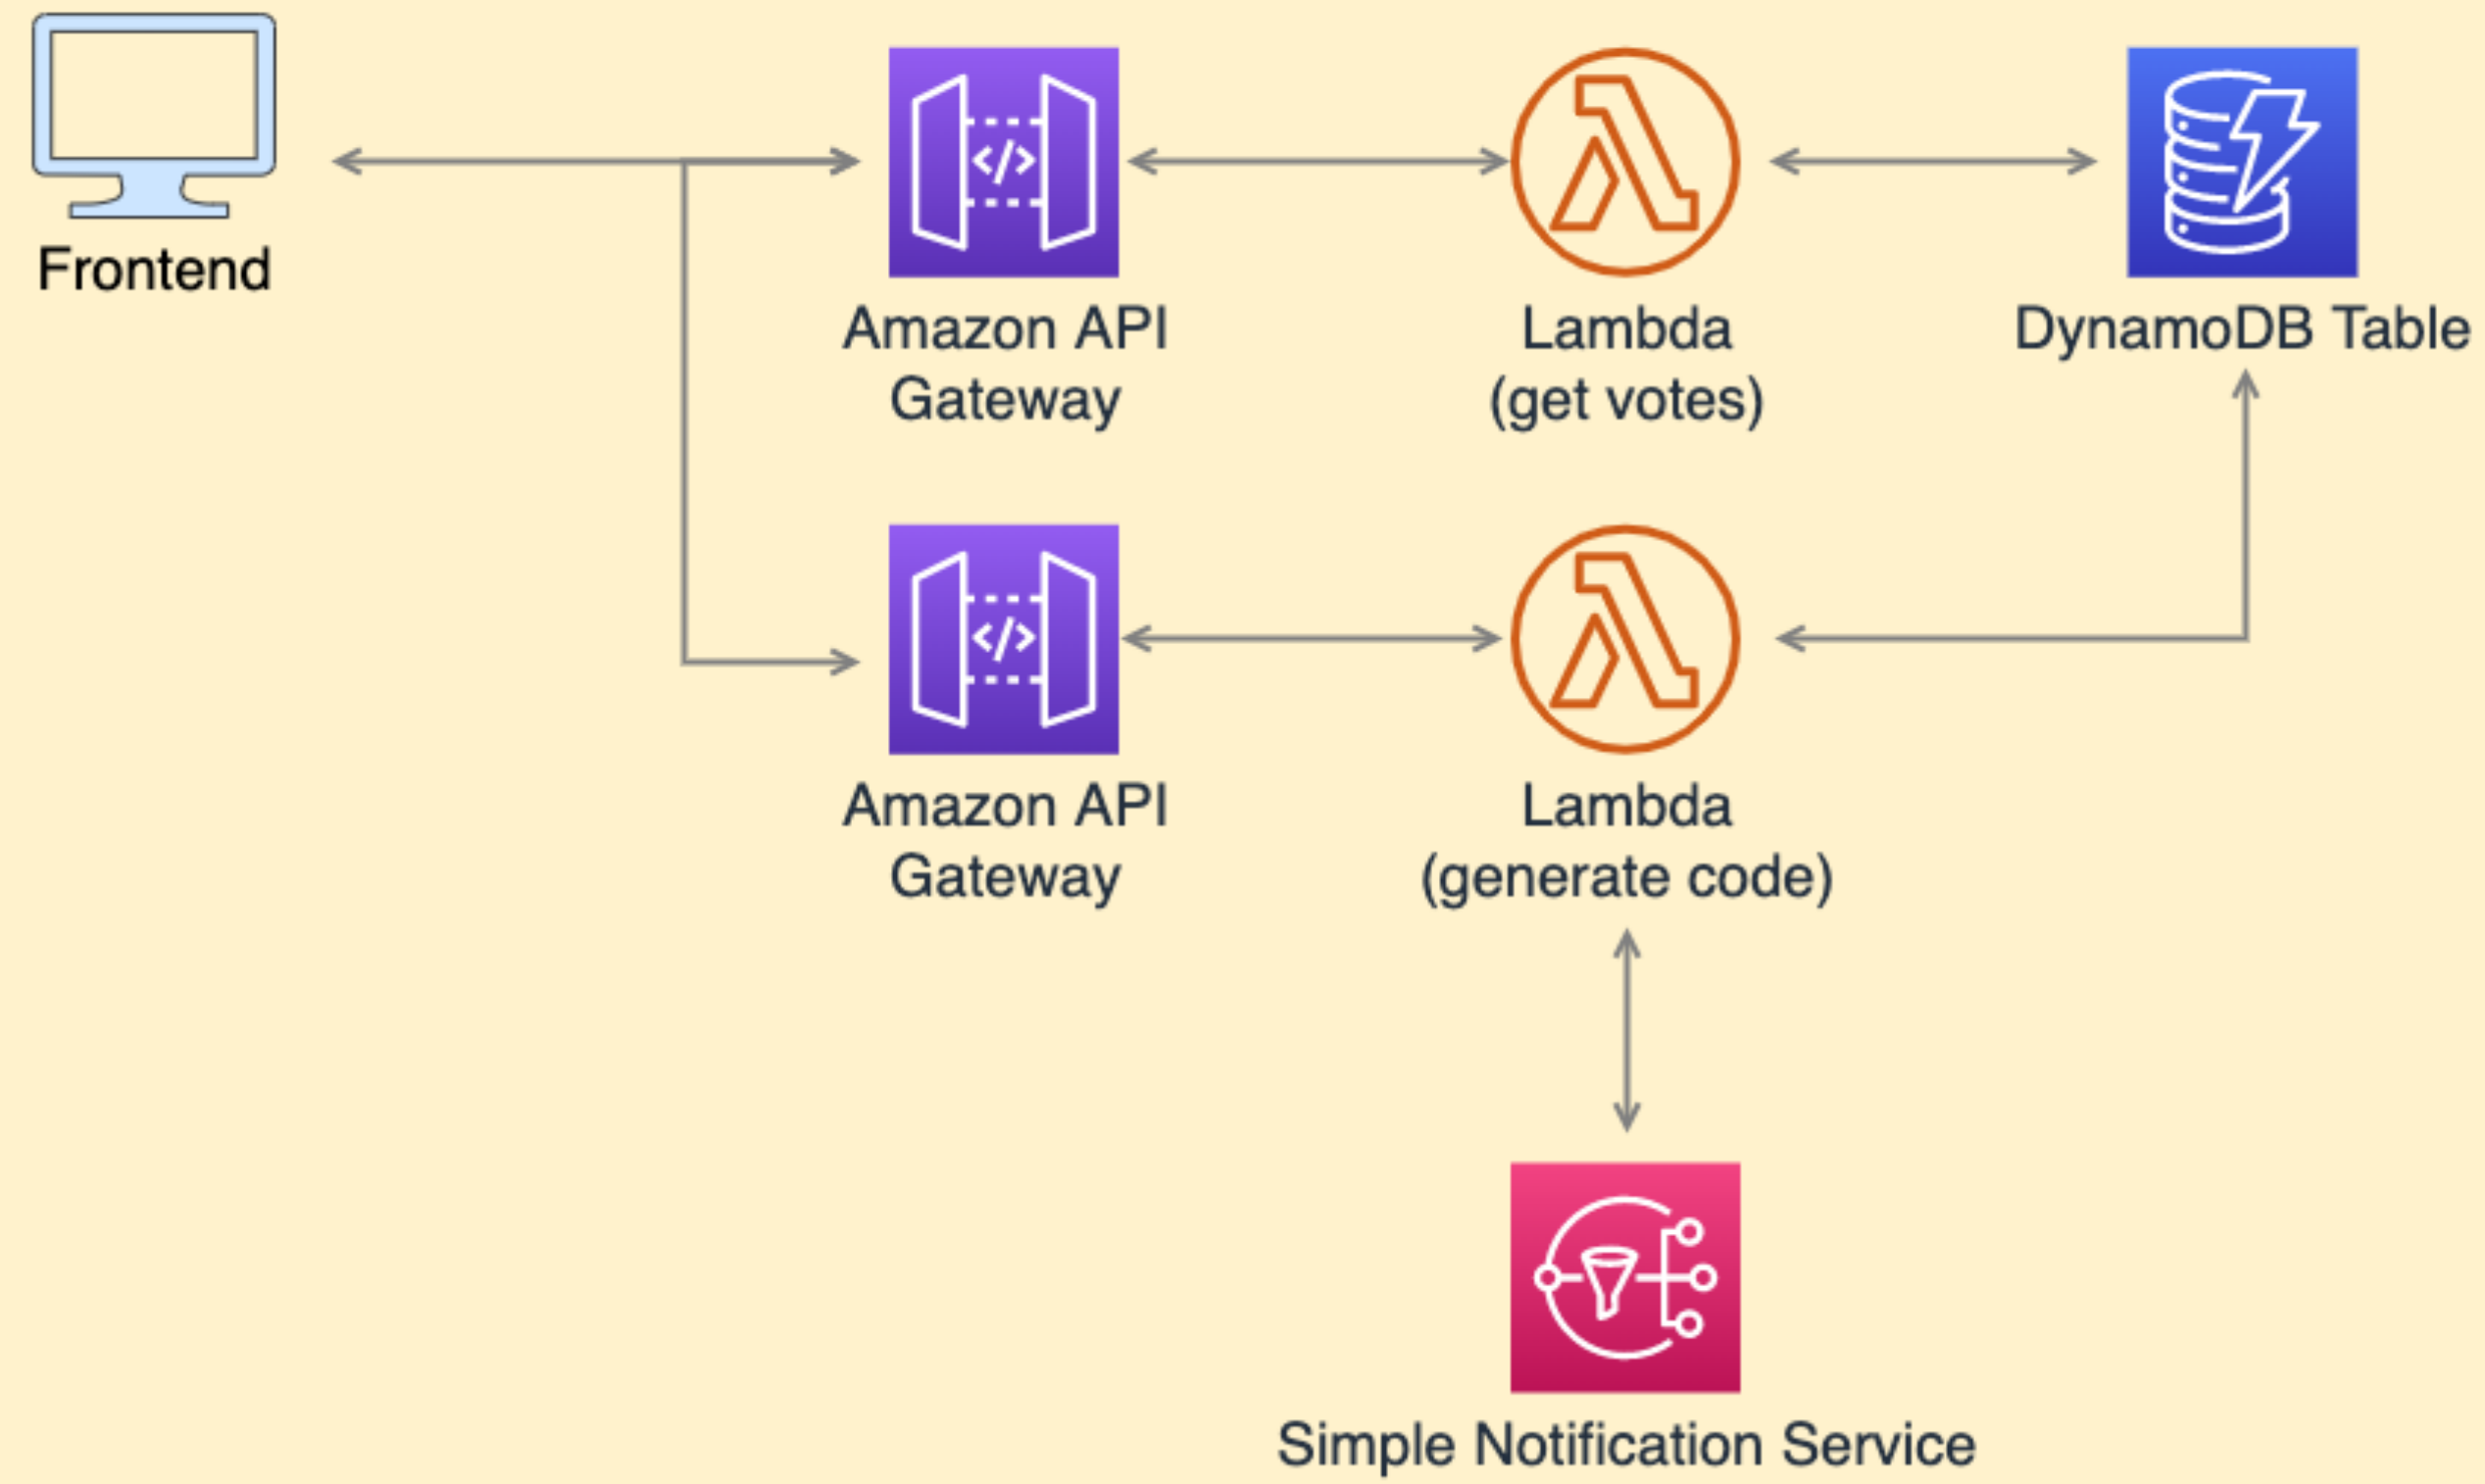 Frontend
Amazon API
Gateway
Lambda
(get votes)
DynamoDB Table
Amazon API
Gateway
Lambda
(generate code)
Simple Notification Service